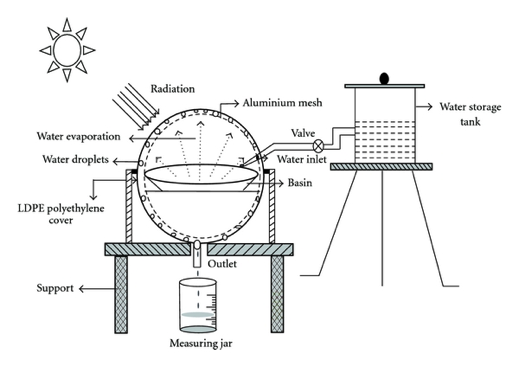 Radiation
Aluminium mesh
Water storage
tank
Water evaporation
Valve
Water droplets
Water inlet
Basin
LDPE polyethylene
cover
Outlet
Support
Measuring jar